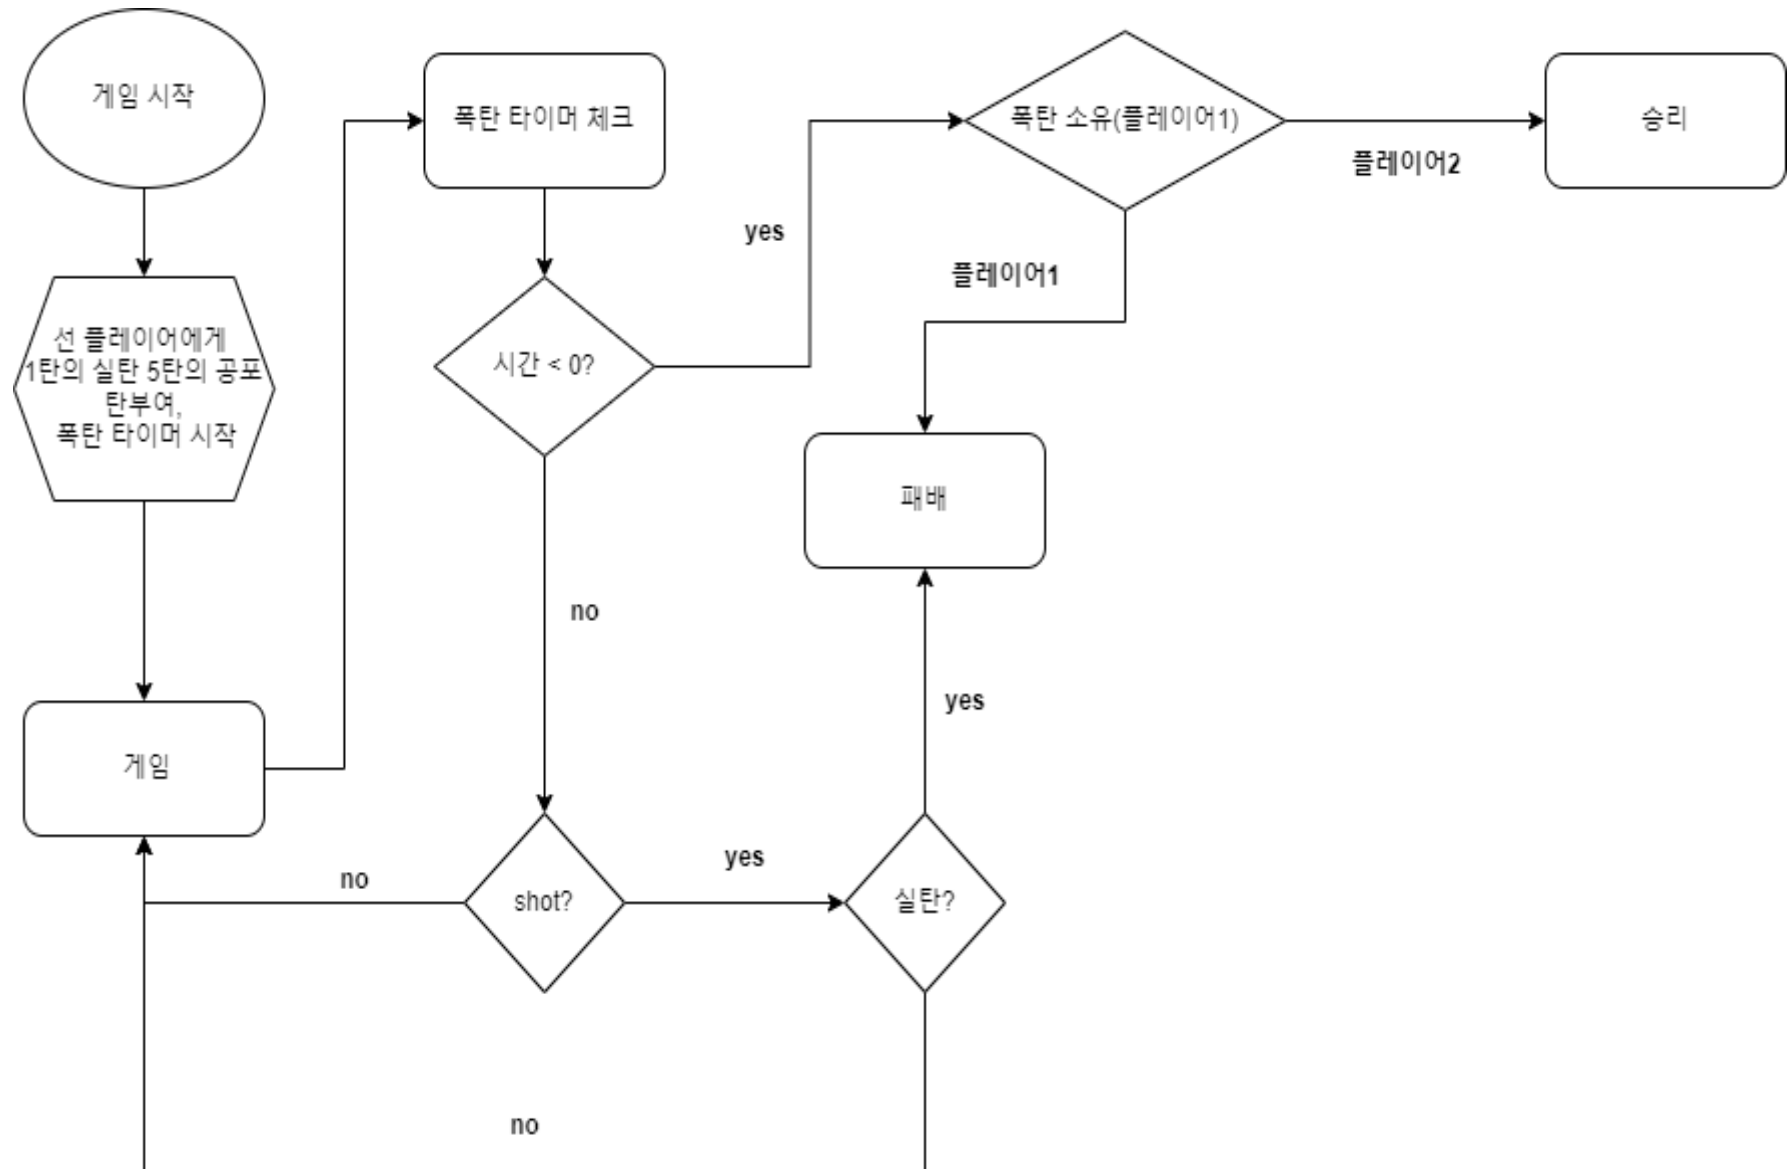 게임 시작
폭탄 타이머 체크
폭탄 소유(플레이어1)
승리
플레이어2
yes
플레이어1
선 플레이어에게
1탄의 실탄 5탄의 공포
탄부여,
폭탄 타이머 시작
시간 < 0?
패배
no
yes
게임
no
yes
shot?
실탄?
no